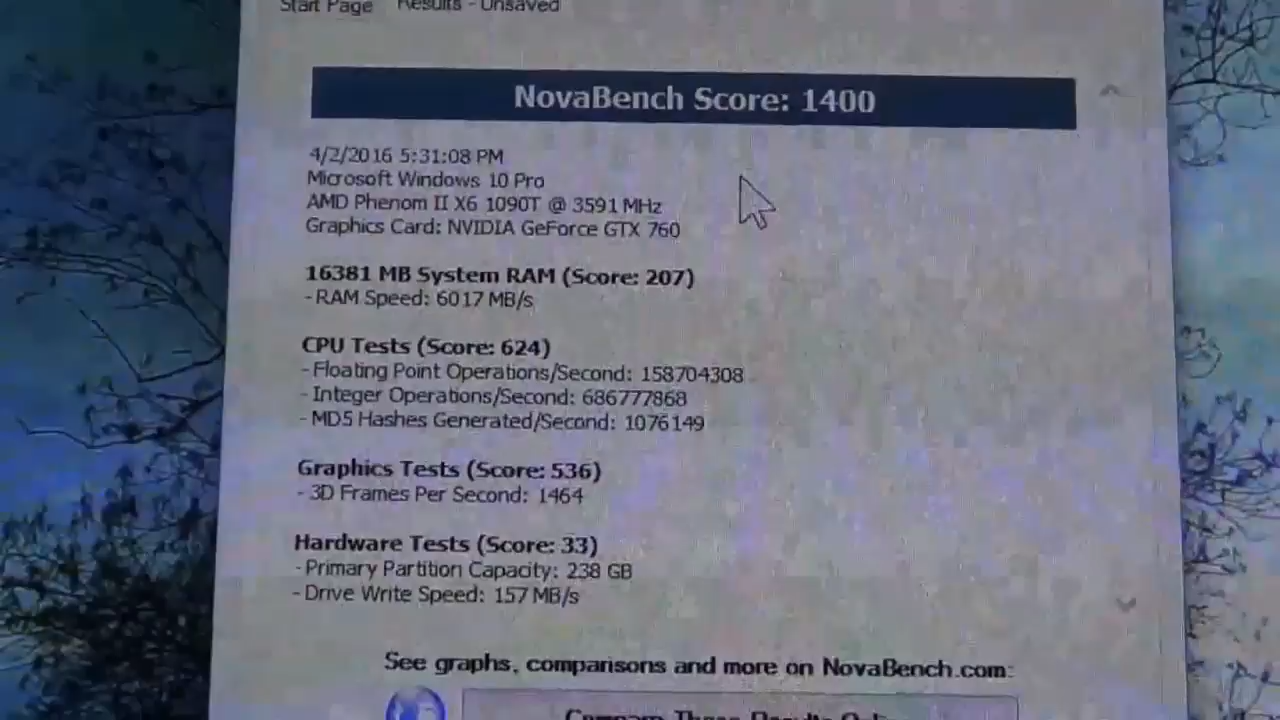 Start Page Results - Unsaved
NovaBench Score: 1400
4/2/2016 5:31:08 PM
Microsoft Windows 10 Pro
AMD Phenom II X6 1090T @ 3591 MHz
Graphics Card: NVIDIA GeForce GTX 760
16381 MB System RAM (Score: 207)
- RAM Speed: 6017 MB/s
CPU Tests (Score: 624)
- Floating Point Operations/Second: 158704308
- Integer Operations/Second: 686777868
- MD5 Hashes Generated/Second: 1076149
Graphics Tests (Score: 536)
- 3D Frames Per Second: 1464
Hardware Tests (Score: 33)
- Primary Partition Capacity: 238 GB
- Drive Write Speed: 157 MB/s
See graphs, comparisons and more on NovaBench.com:
Compare These Results